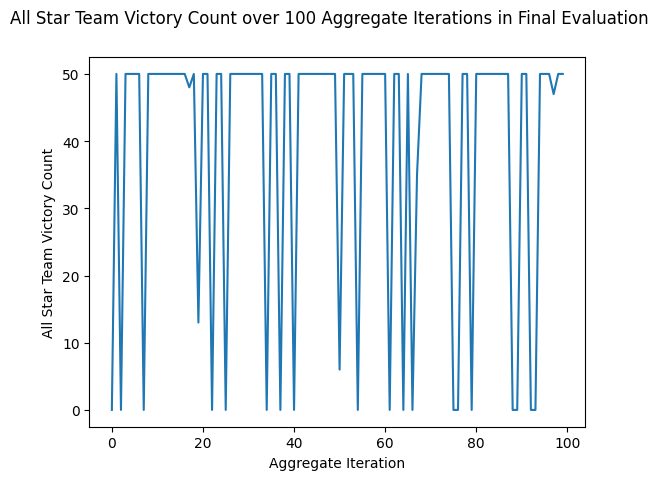 All Star Team Victory Count over 100 Aggregate Iterations in Final Evaluation
50
40
30
20
10
0
All Star Team Victory Count
0 20 40 60 80 100
Aggregate Iteration